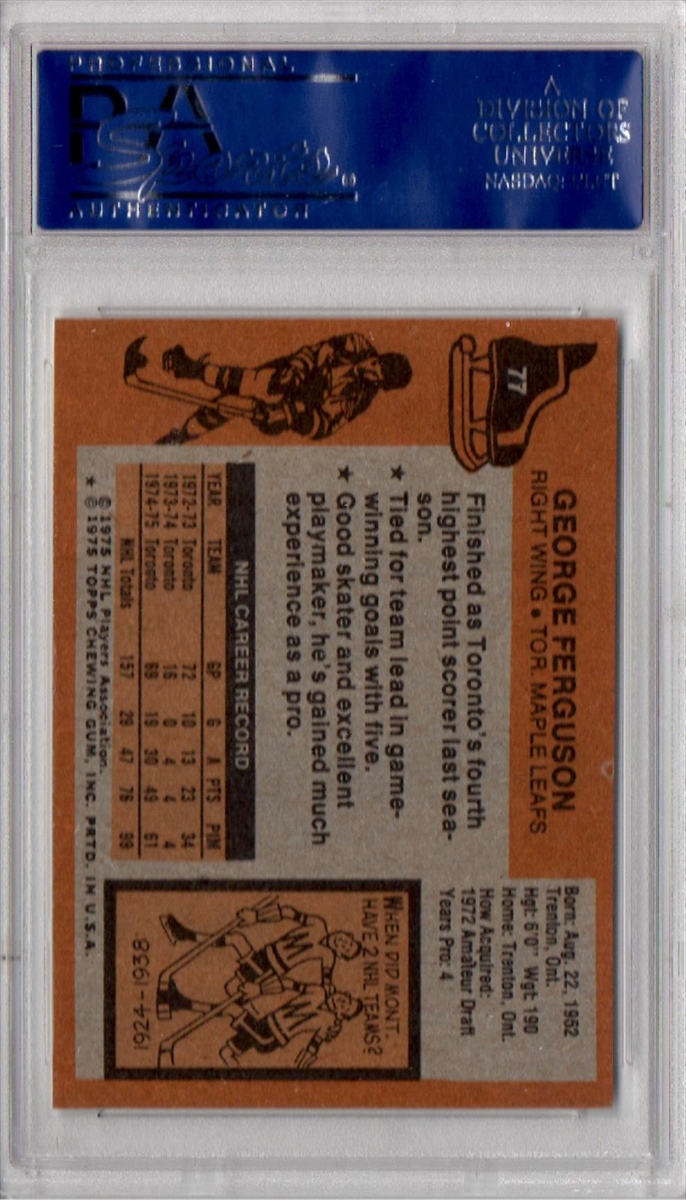 PROFESSIONAL
PSA
Sports
AUTHENTICATOR
A
DIVISION OF
COLLECTORS
UNIVERSE
NASDAQ: CLCT
77
GEORGE FERGUSON
RIGHT WING • TOR. MAPLE LEAFS
Born: Aug. 22, 1952
Trenton, Ont.
Hgt: 6'0" Wgt: 190
Home: Trenton, Ont.
How Acquired:
1972 Amateur Draft
Years Pro: 4
Finished as Toronto's fourth
highest point scorer last sea-
son.
★ Tied for team lead in game-
winning goals with five.
★ Good skater and excellent
playmaker, he's gained much
experience as a pro.
NHL CAREER RECORD
YEAR TEAM GP G A PTS PIM
1972-73 Toronto 72 10 13 23 34
1973-74 Toronto 16 0 4 4 4
1974-75 Toronto 69 19 30 49 61
NHL Totals 157 29 47 76 99
WHEN DID MONT.
HAVE 2 NHL TEAMS?
1924-1938
© 1975 NHL Players Association.
★ © 1975 TOPPS CHEWING GUM, INC. PRTD. IN U.S.A.